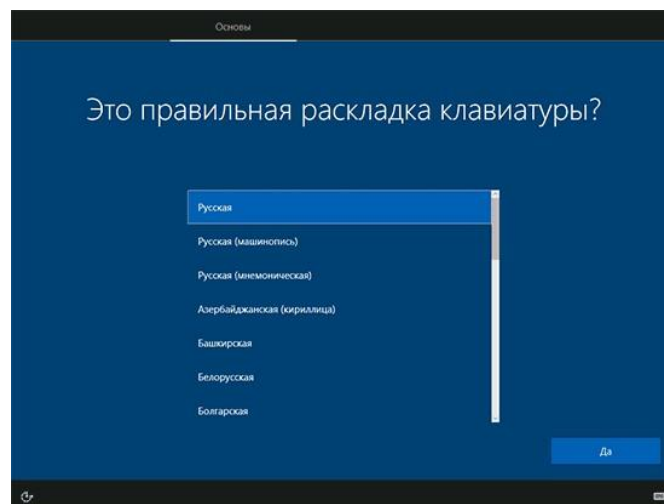 Основы
Это правильная раскладка клавиатуры?
Русская
Русская (машинопись)
Русская (мнемоническая)
Азербайджанская (кириллица)
Башкирская
Белорусская
Болгарская
Да